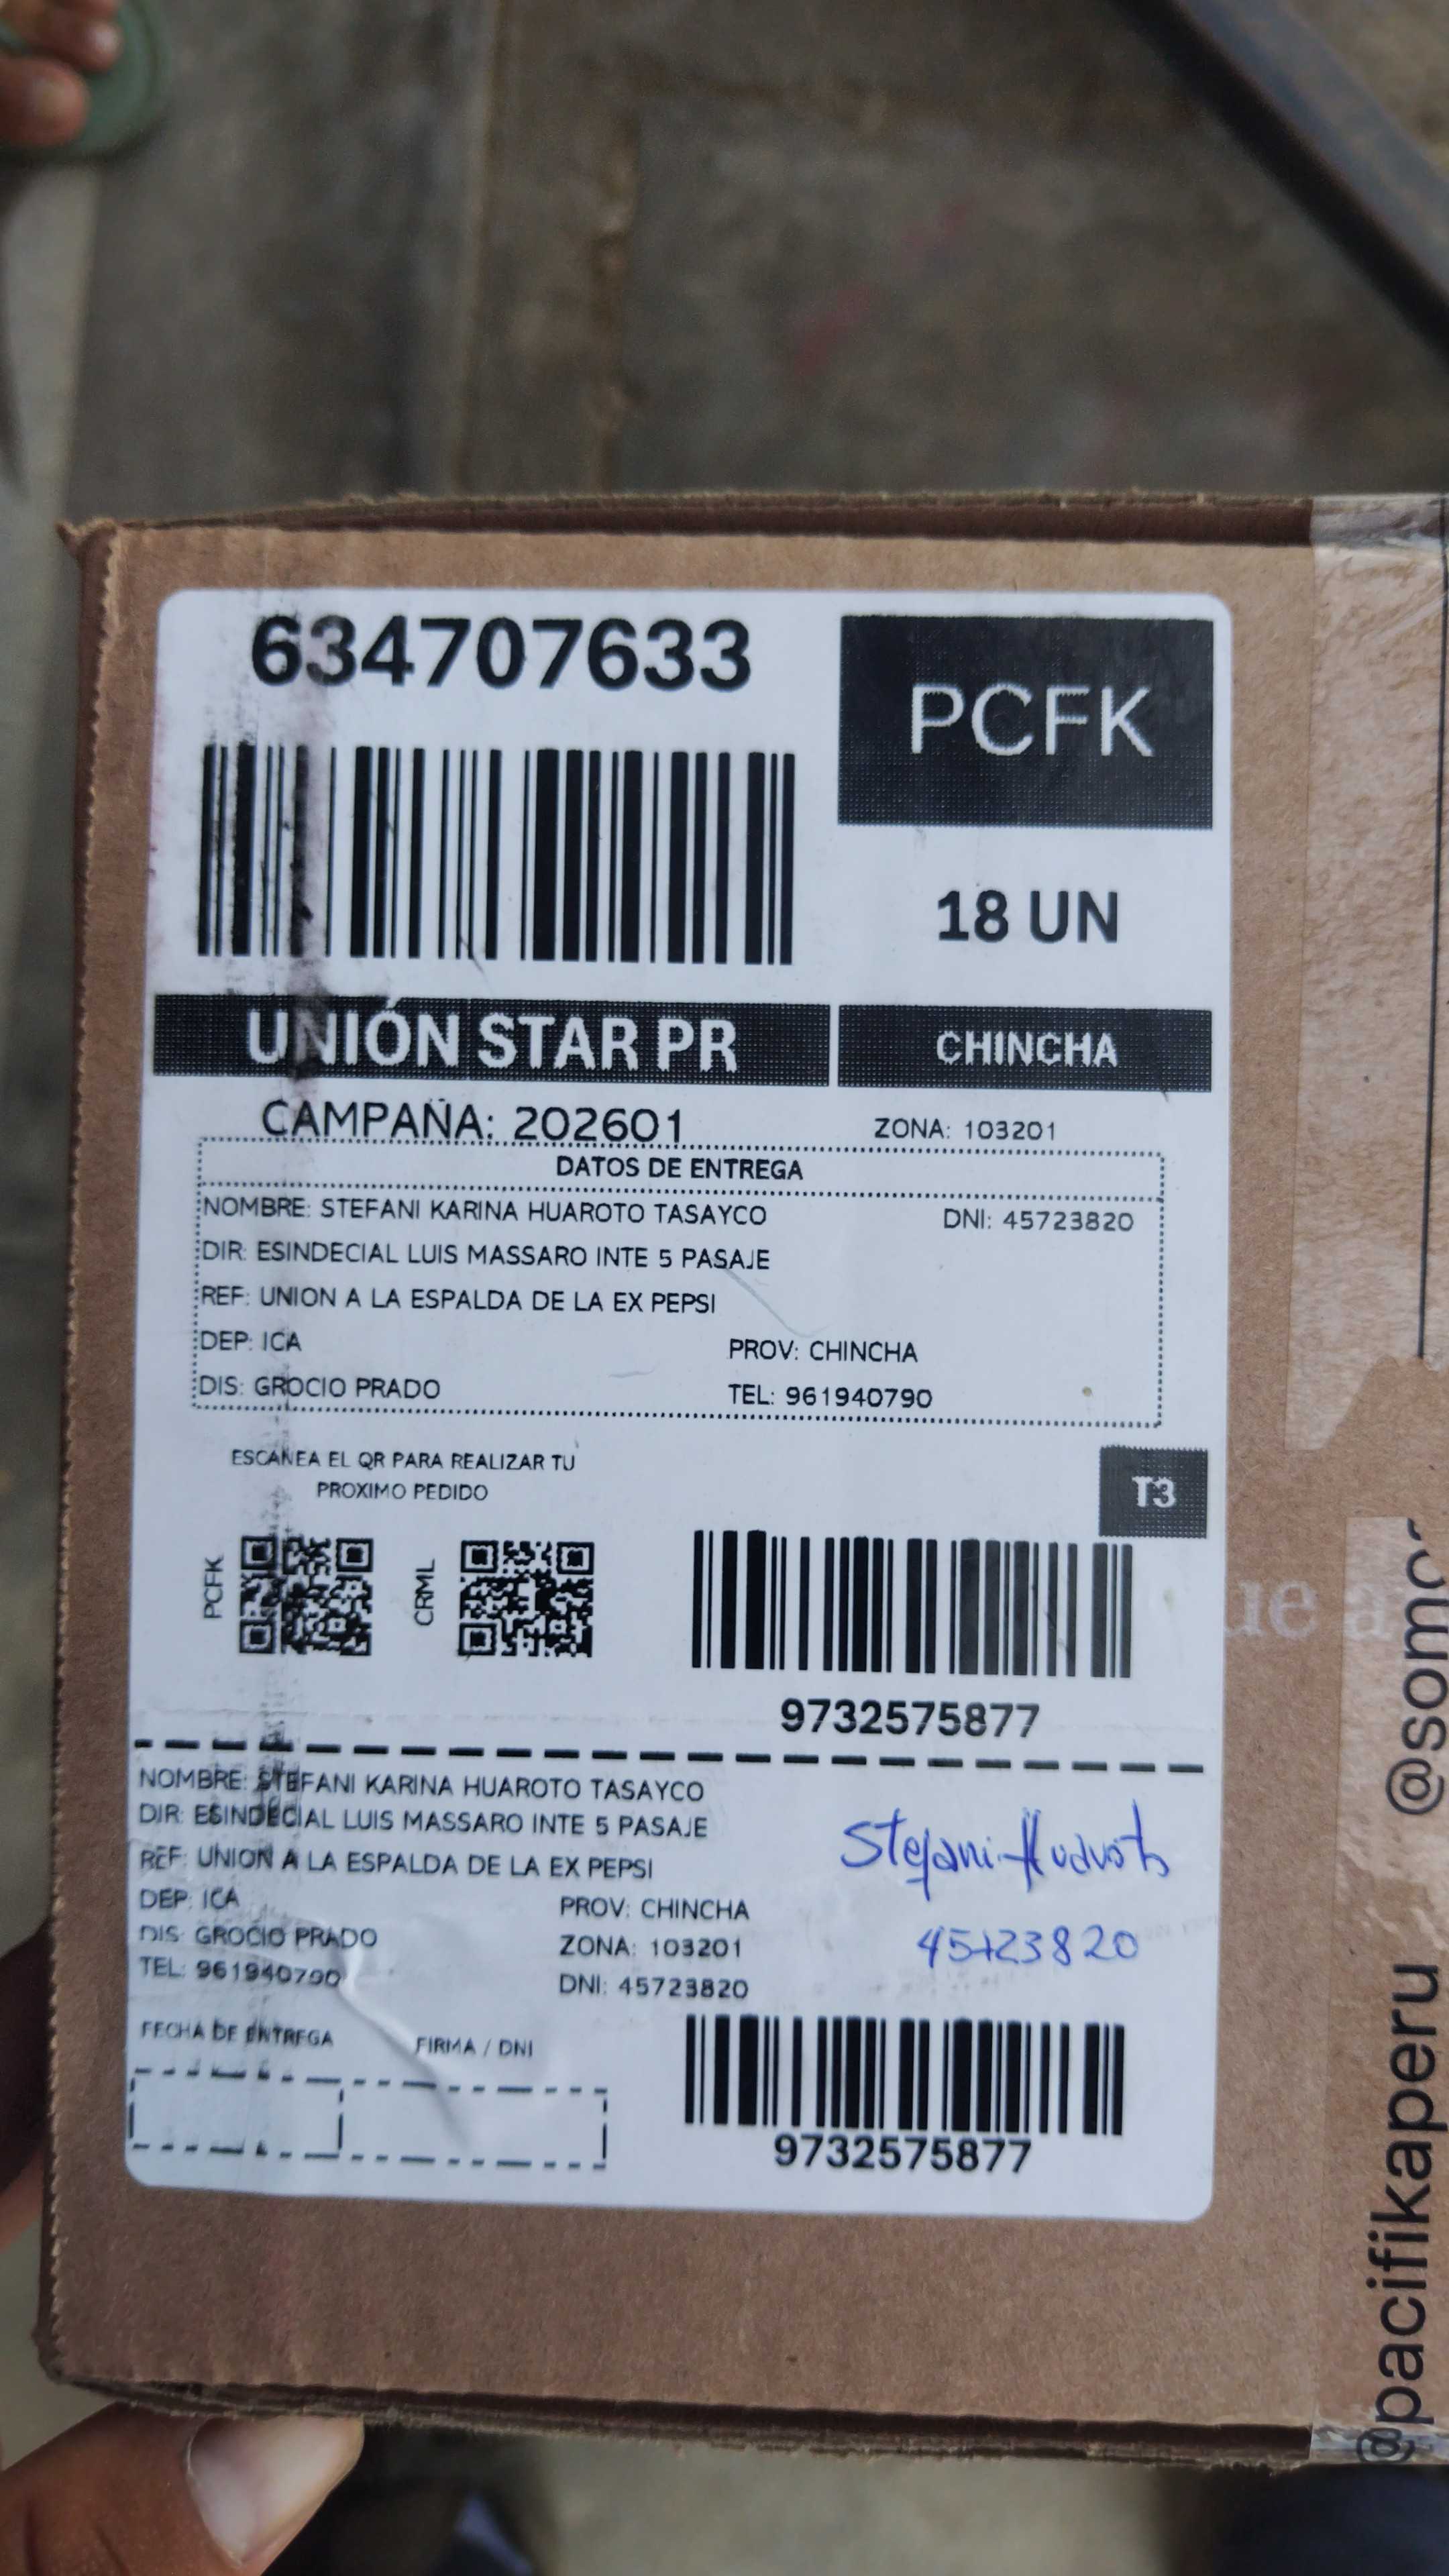 634707633
PCFK
18 UN
UNIÓN STAR PR
CHINCHA
CAMPAÑA: 202601
ZONA: 103201
DATOS DE ENTREGA
NOMBRE: STEFANI KARINA HUAROTO TASAYCO
DNI: 45723820
DIR: ESINDECIAL LUIS MASSARO INTE 5 PASAJE
REF: UNION A LA ESPALDA DE LA EX PEPSI
DEP: ICA
PROV: CHINCHA
DIS: GROCIO PRADO
TEL: 961940790
ESCANEA EL QR PARA REALIZAR TU
PROXIMO PEDIDO
T3
PCFK
CRML
9732575877
NOMBRE: STEFANI KARINA HUAROTO TASAYCO
DIR: ESINDECIAL LUIS MASSARO INTE 5 PASAJE
REF: UNION A LA ESPALDA DE LA EX PEPSI
DEP: ICA
PROV: CHINCHA
DIS: GROCIO PRADO
ZONA: 103201
TEL: 961940790
DNI: 45723820
Stefani Huaroto
45723820
FECHA DE ENTREGA
FIRMA / DNI
9732575877
@pacifikaperu